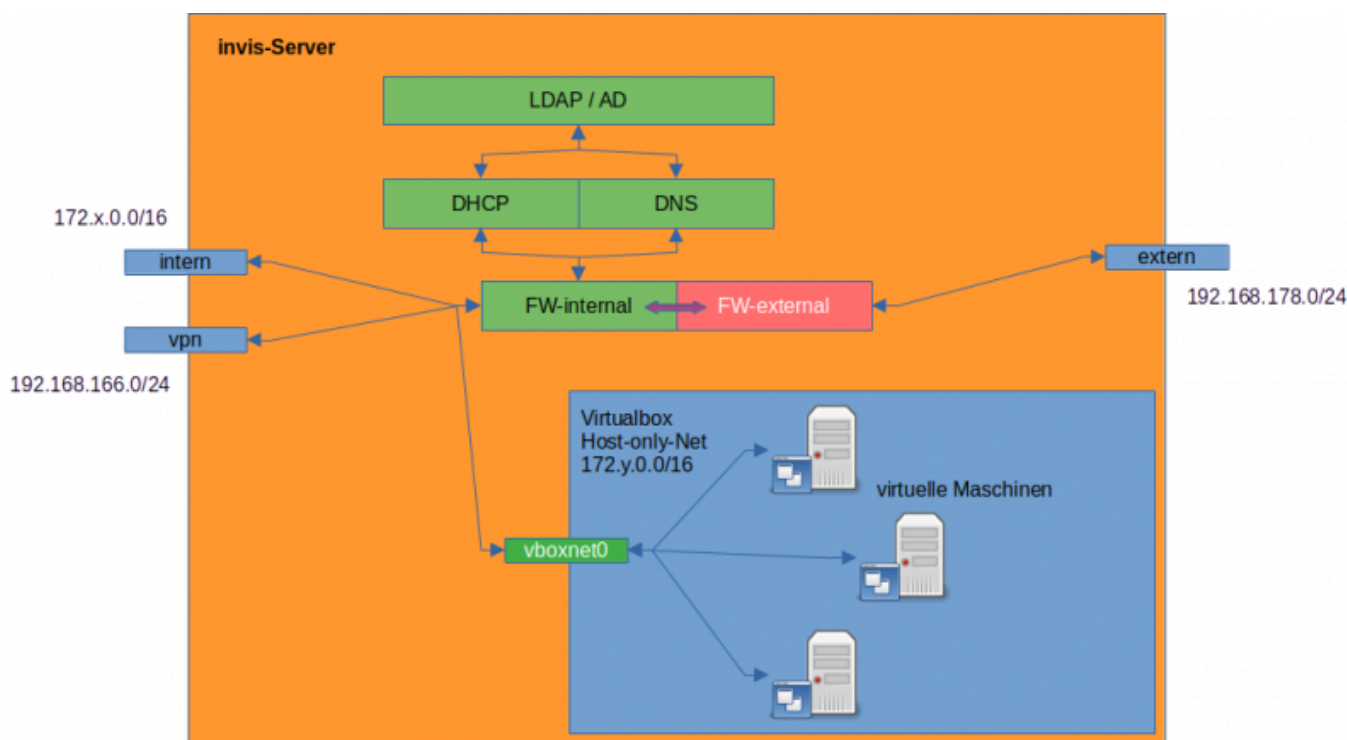 invis-Server
LDAP / AD
DHCP
DNS
172.x.0.0/16
intern
extern
192.168.178.0/24
FW-internal
FW-external
vpn
192.168.166.0/24
Virtualbox
Host-only-Net
172.y.0.0/16
virtuelle Maschinen
vboxnet0